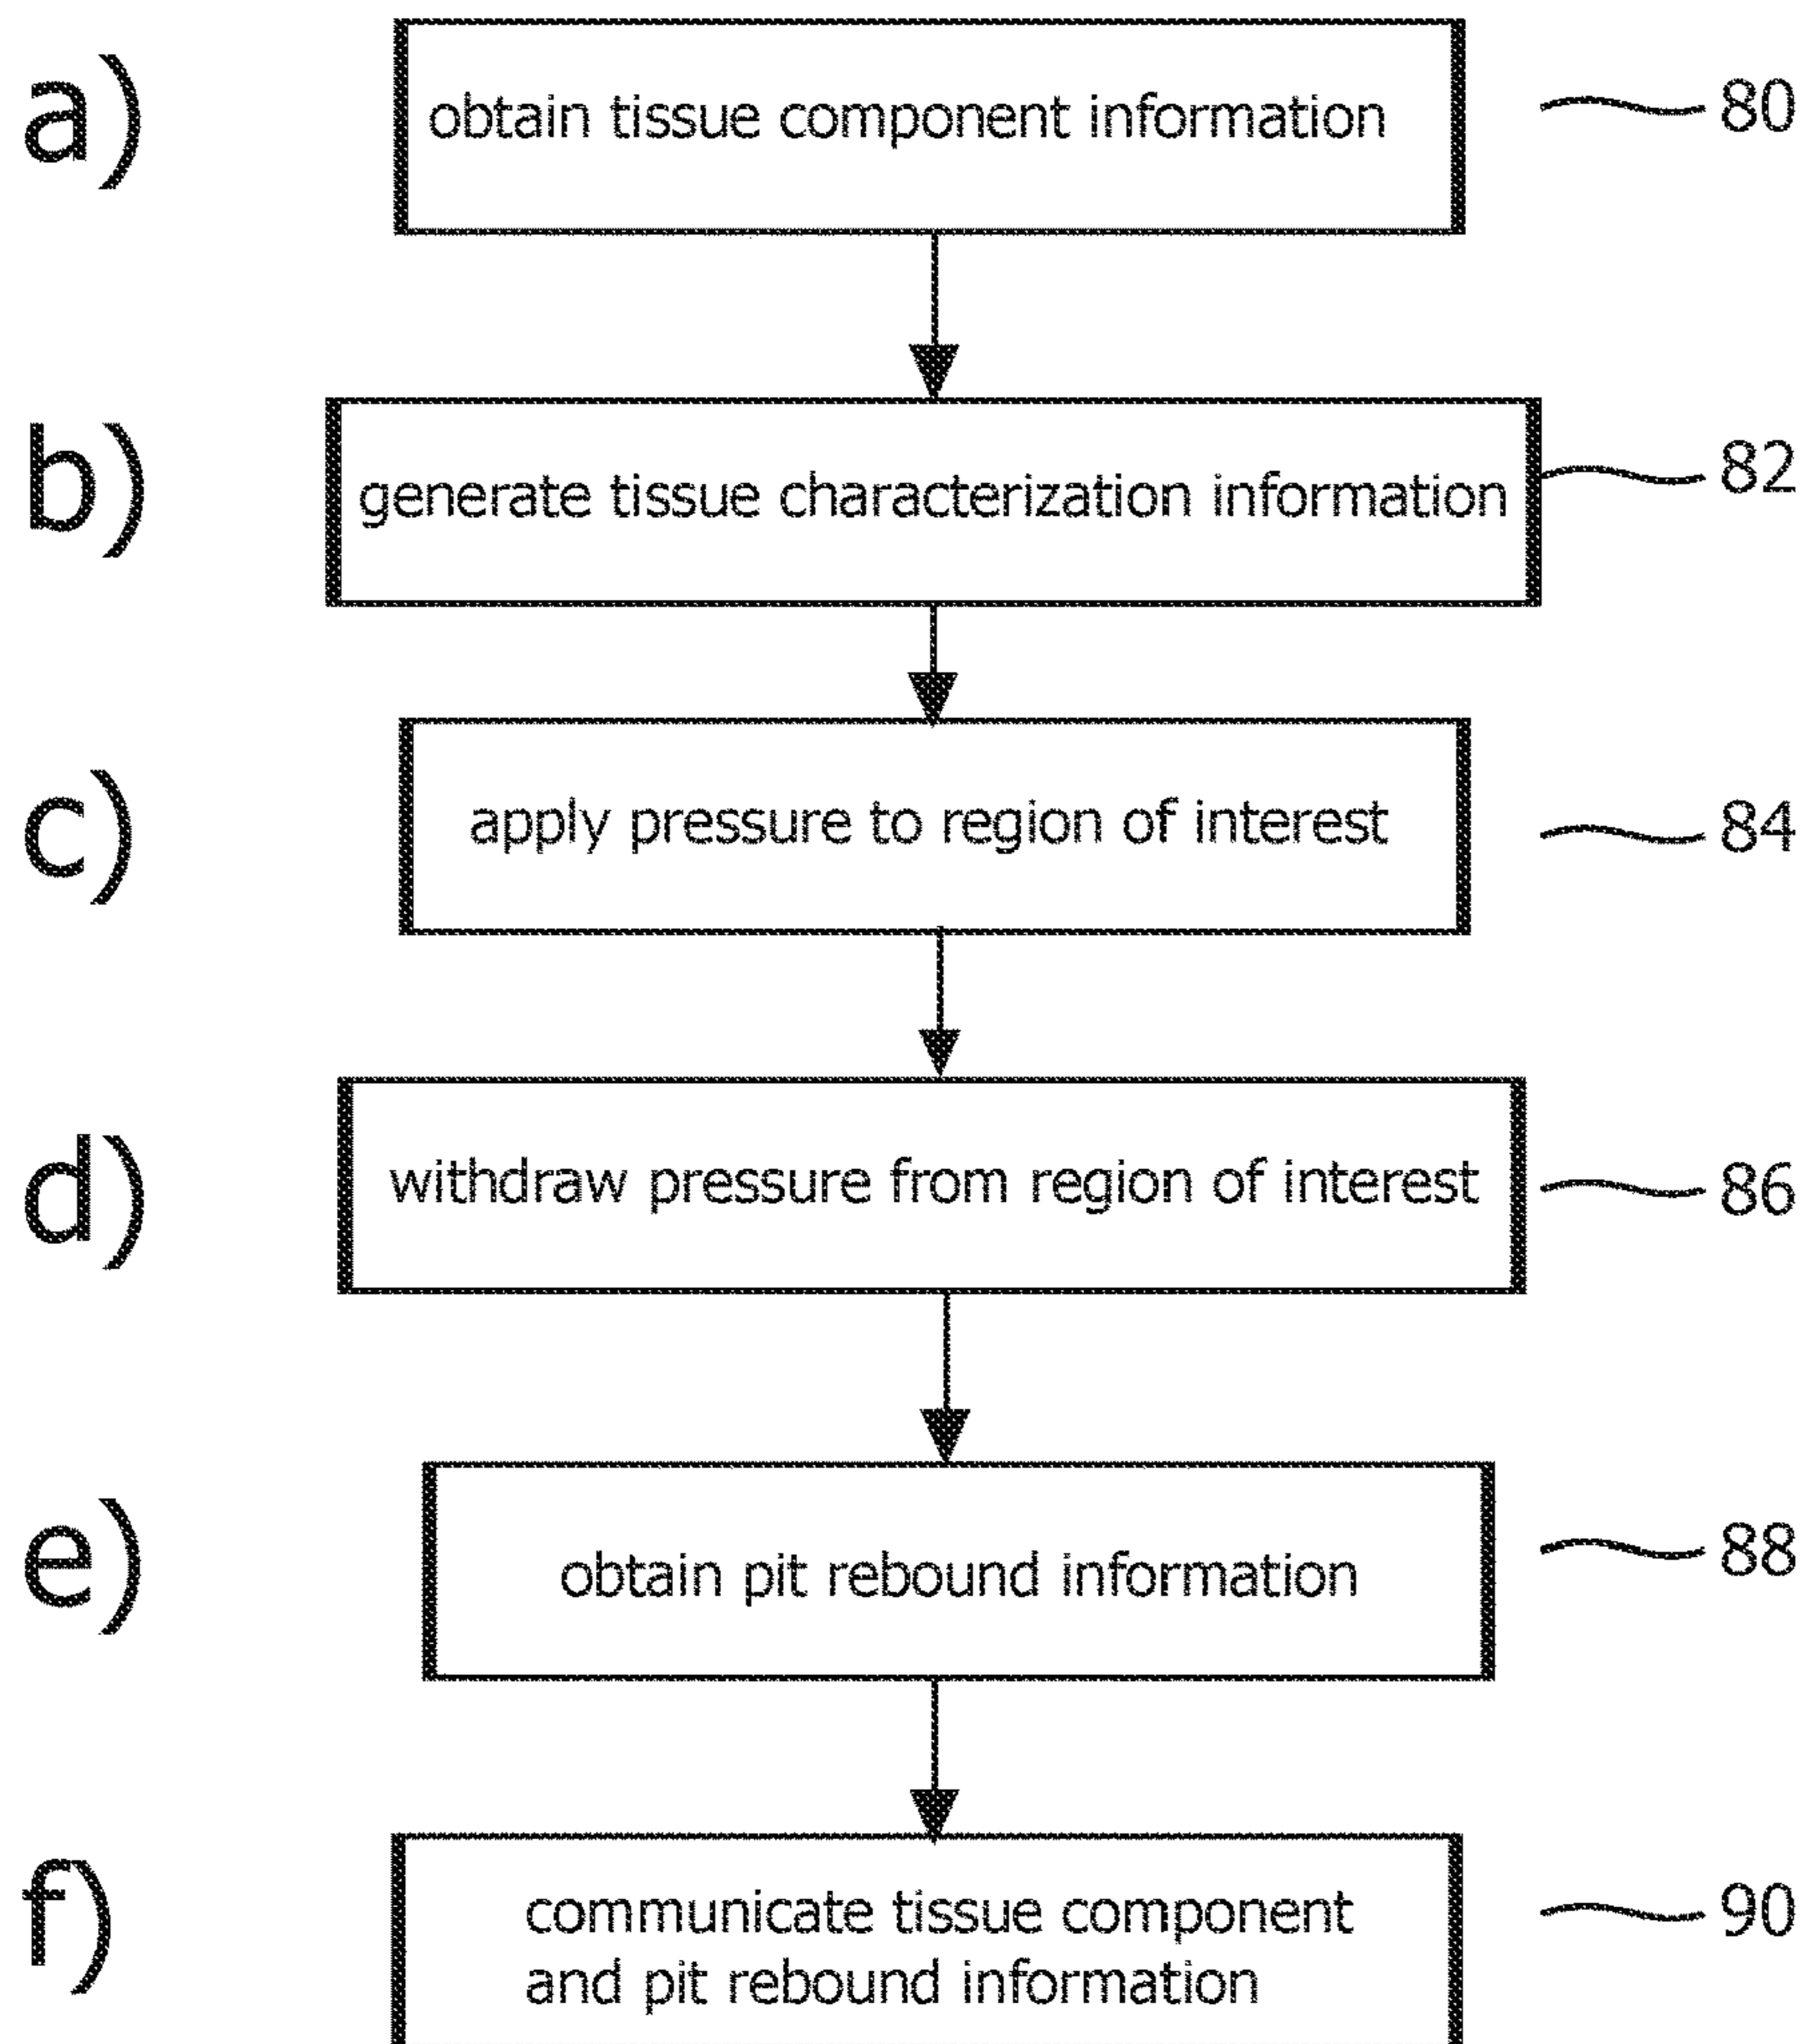 a) obtain tissue component information 80
b) generate tissue characterization information 82
c) apply pressure to region of interest 84
d) withdraw pressure from region of interest 86
e) obtain pit rebound information 88
f) communicate tissue component 90
and pit rebound information